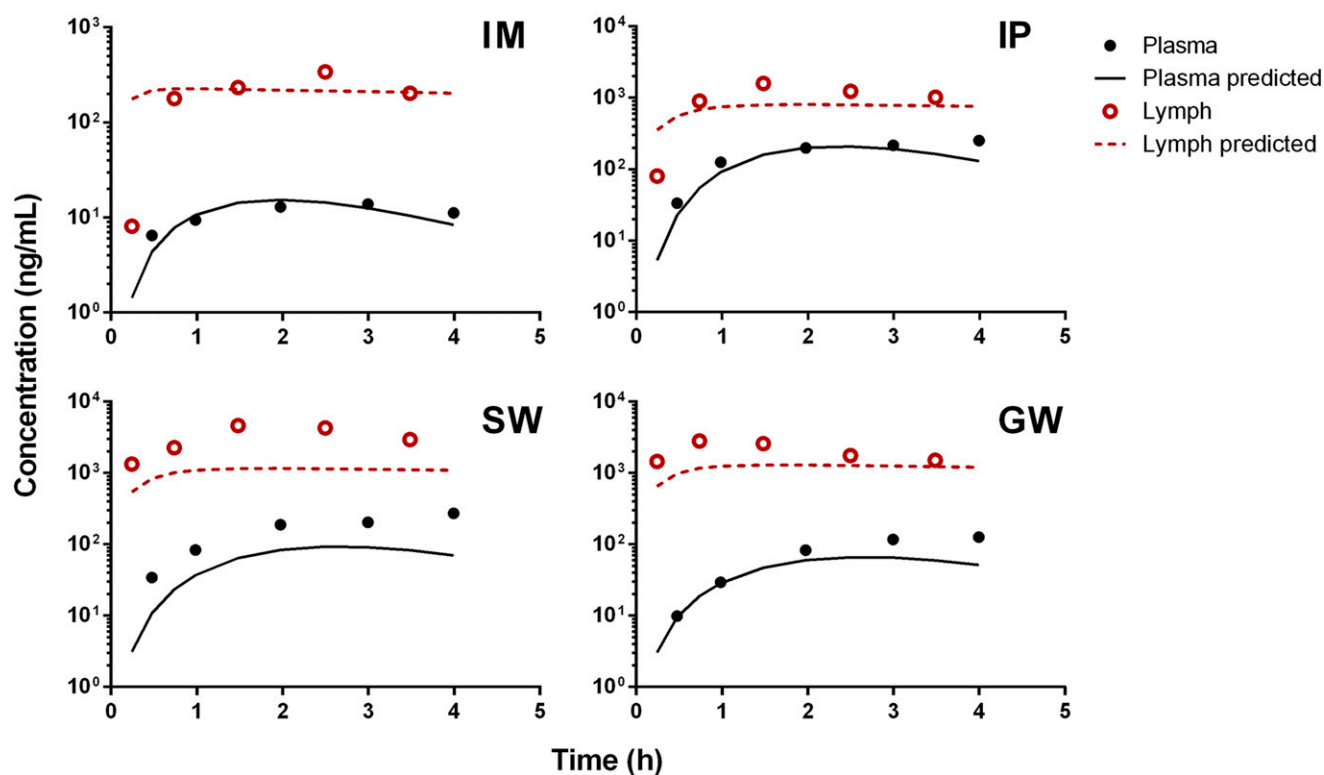 Concentration (ng/mL)
IM
10³
10²
10¹
10⁰
0 1 2 3 4 5
IP
10⁴
10³
10²
10¹
10⁰
0 1 2 3 4 5
Plasma
Plasma predicted
Lymph
Lymph predicted
SW
10⁴
10³
10²
10¹
10⁰
0 1 2 3 4 5
GW
10⁴
10³
10²
10¹
10⁰
0 1 2 3 4 5
Time (h)